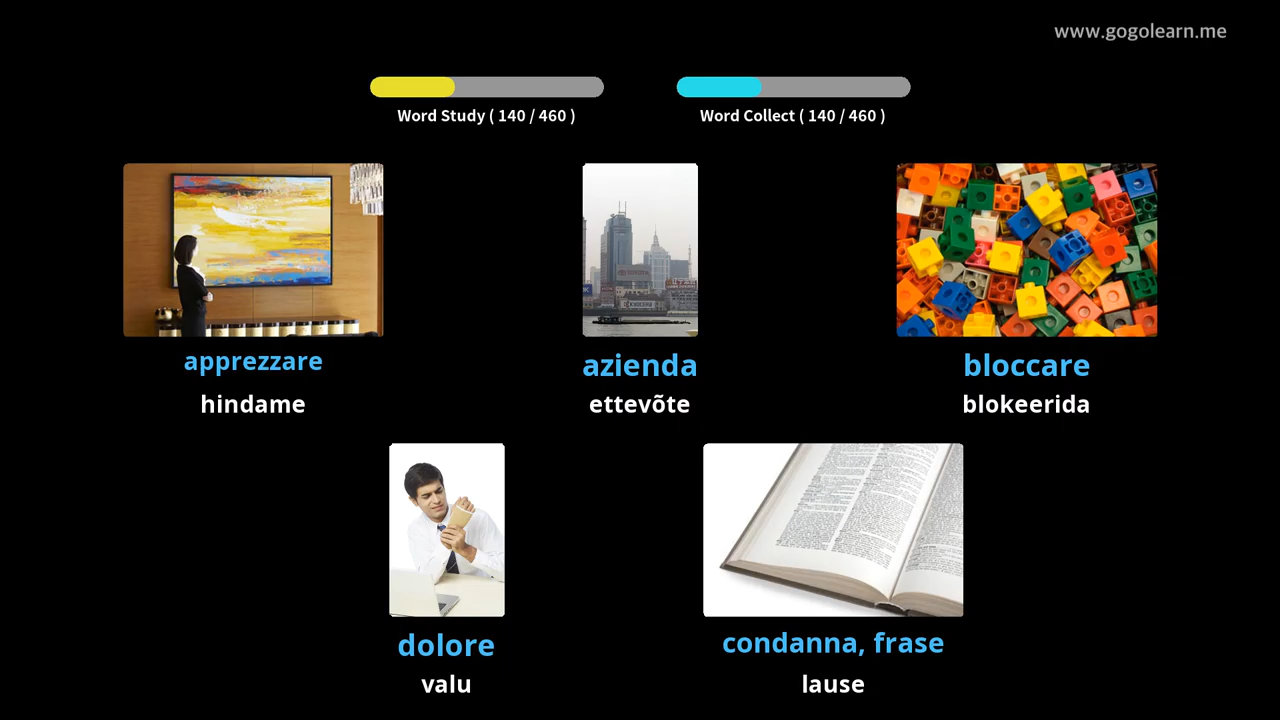 www.gogolearn.me
Word Study ( 140 / 460 )
Word Collect ( 140 / 460 )
apprezzare
hindame
azienda
ettevõte
bloccare
blokeerida
dolore
valu
condanna, frase
lause